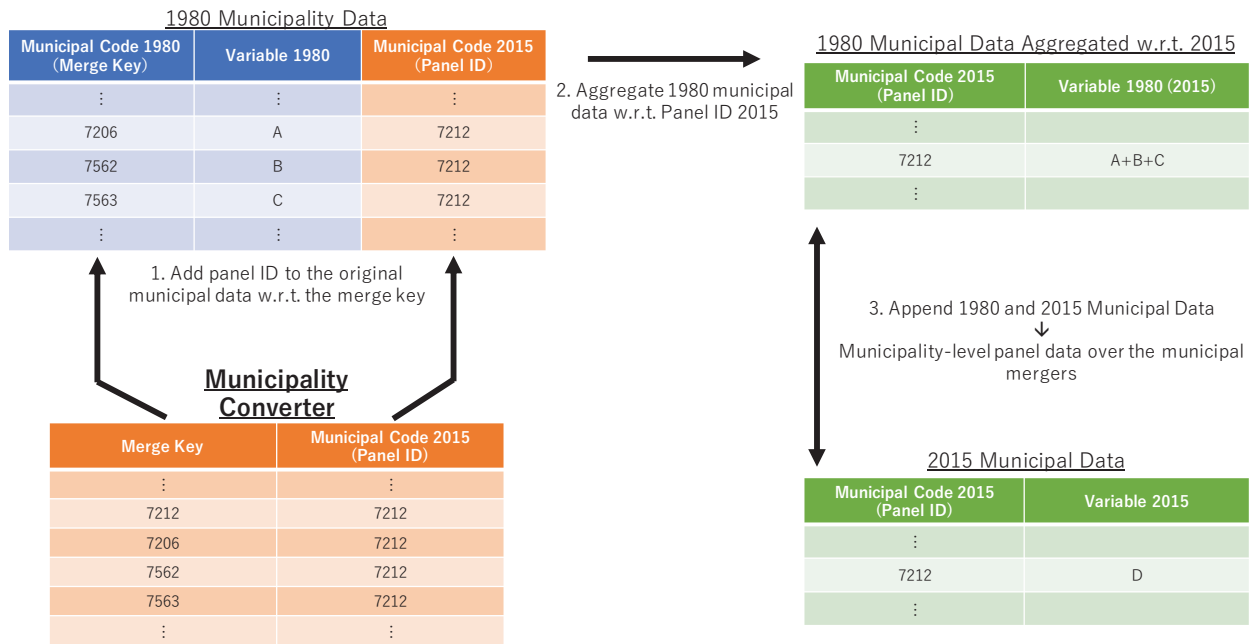 1980 Municipality Data
Municipal Code 1980 (Merge Key) Variable 1980 Municipal Code 2015 (Panel ID)
⋮ ⋮ ⋮
7206 A 7212
7562 B 7212
7563 C 7212
⋮ ⋮ ⋮
2. Aggregate 1980 municipal
data w.r.t. Panel ID 2015
1980 Municipal Data Aggregated w.r.t. 2015
Municipal Code 2015 (Panel ID) Variable 1980 (2015)
⋮
7212 A+B+C
⋮
1. Add panel ID to the original
municipal data w.r.t. the merge key
3. Append 1980 and 2015 Municipal Data
↓
Municipality-level panel data over the municipal
mergers
Municipality
Converter
Merge Key Municipal Code 2015 (Panel ID)
⋮ ⋮
7212 7212
7206 7212
7562 7212
7563 7212
⋮ ⋮
2015 Municipal Data
Municipal Code 2015 (Panel ID) Variable 2015
⋮
7212 D
⋮